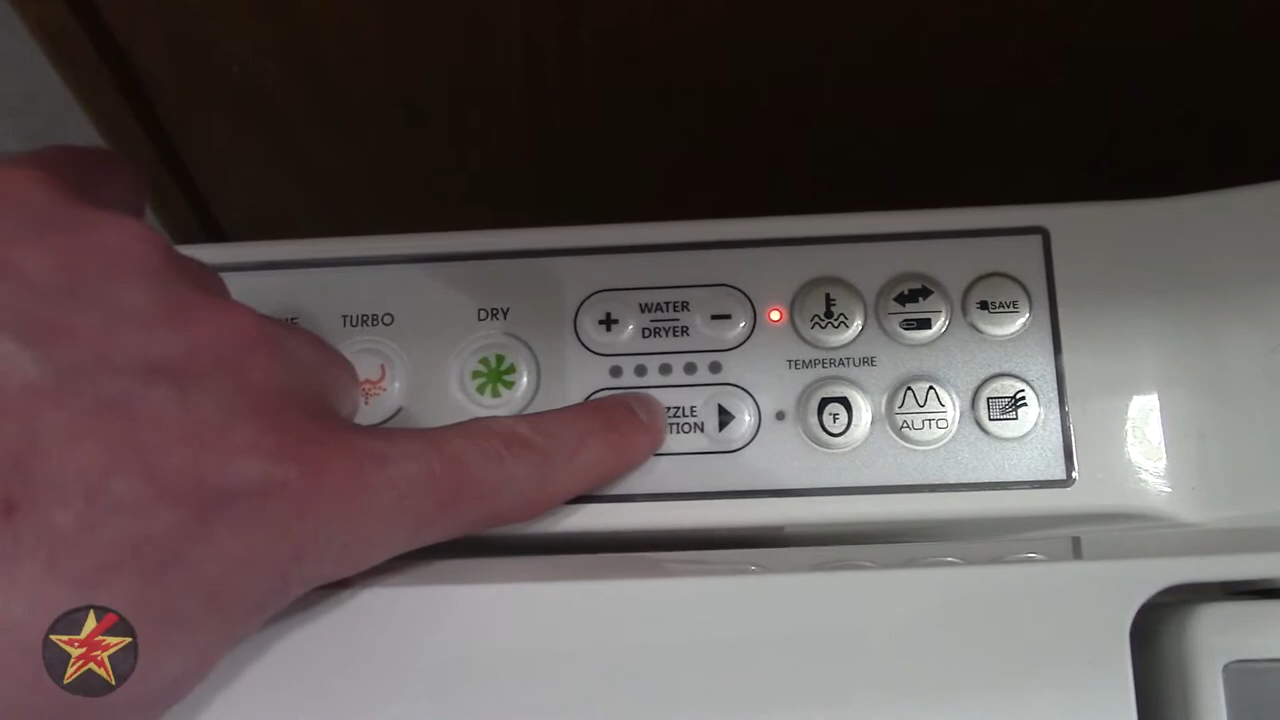 TURBO
DRY
+ WATER −
DRYER
TEMPERATURE
SAVE
°F
AUTO